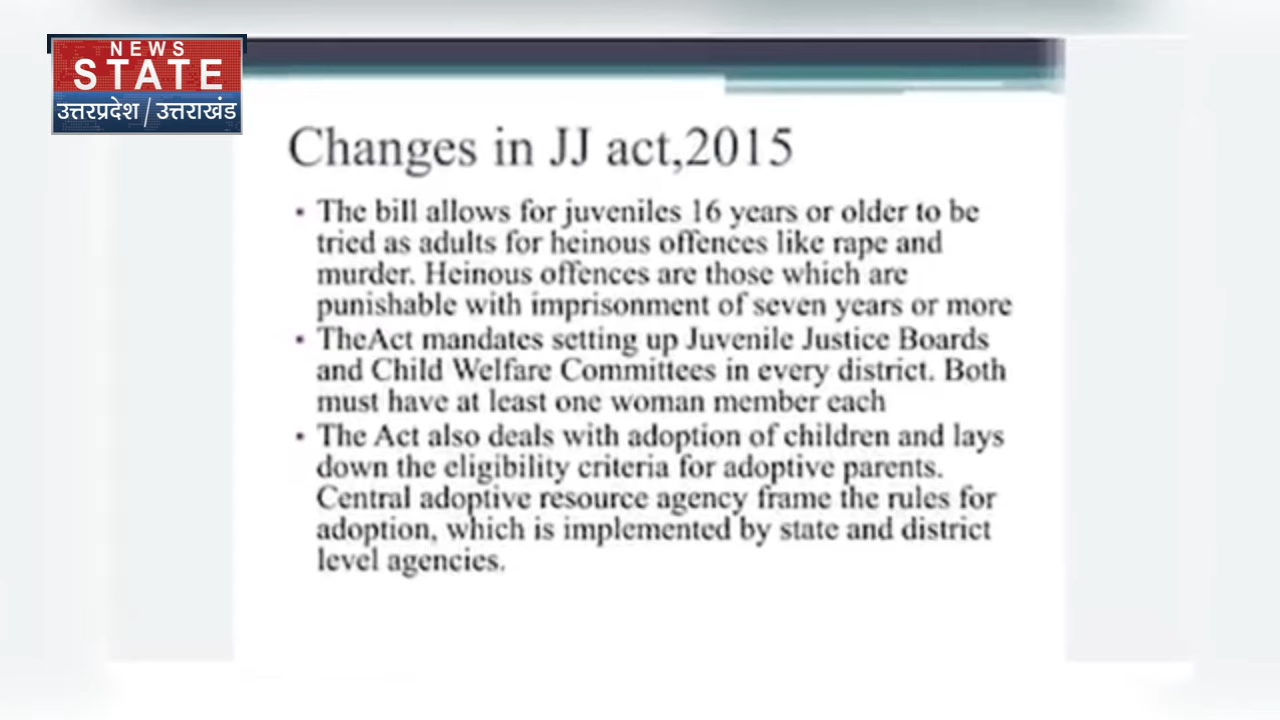 NEWS
STATE
उत्तरप्रदेश / उत्तराखंड
Changes in JJ act,2015
• The bill allows for juveniles 16 years or older to be
tried as adults for heinous offences like rape and
murder. Heinous offences are those which are
punishable with imprisonment of seven years or more
• TheAct mandates setting up Juvenile Justice Boards
and Child Welfare Committees in every district. Both
must have at least one woman member each
• The Act also deals with adoption of children and lays
down the eligibility criteria for adoptive parents.
Central adoptive resource agency frame the rules for
adoption, which is implemented by state and district
level agencies.